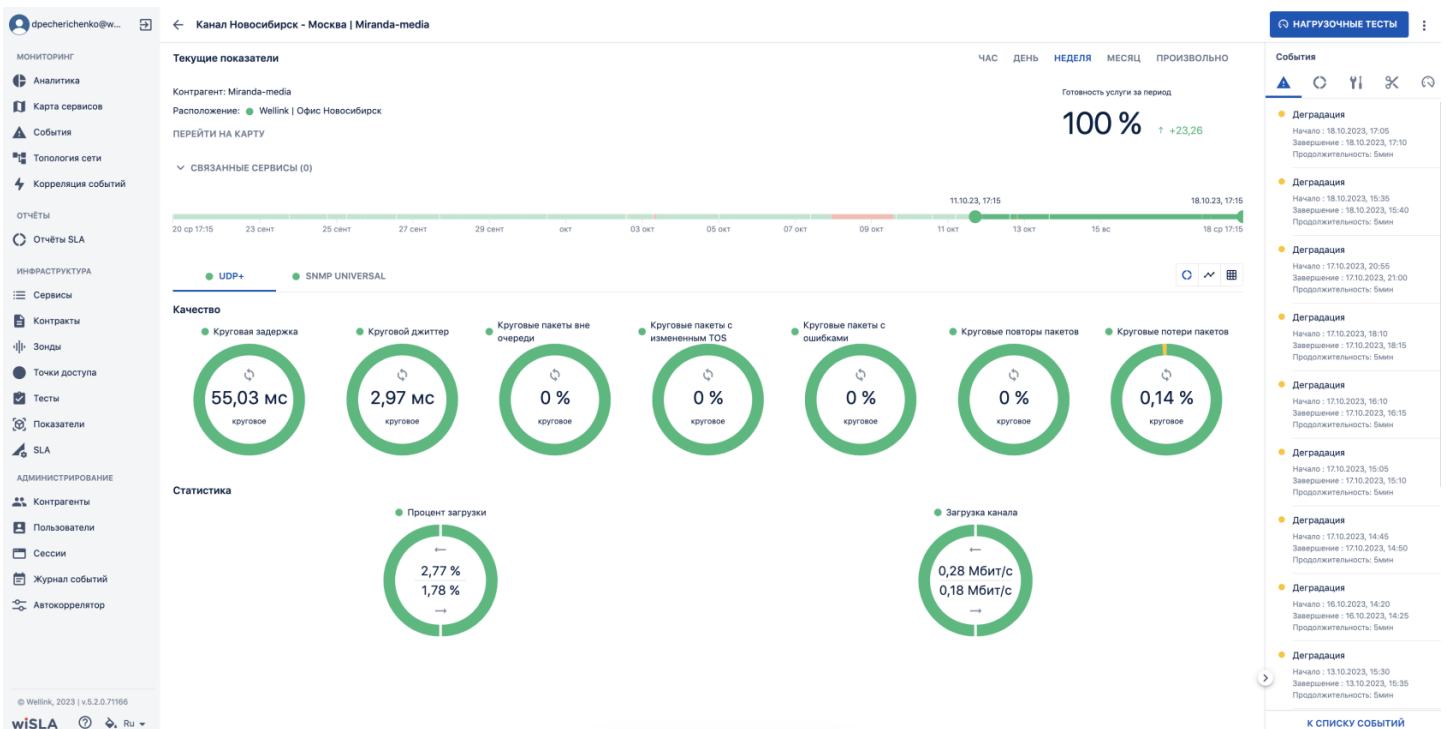 dpecherichenko@w...
МОНИТОРИНГ
Аналитика
Карта сервисов
События
Топология сети
Корреляция событий
ОТЧЁТЫ
Отчёты SLA
ИНФРАСТРУКТУРА
Сервисы
Контракты
Зонды
Точки доступа
Тесты
Показатели
SLA
АДМИНИСТРИРОВАНИЕ
Контрагенты
Пользователи
Сессии
Журнал событий
Автокоррелятор
© Wellink, 2023 | v.5.2.0.71166
wiSLA
Ru
Канал Новосибирск - Москва | Miranda-media
НАГРУЗОЧНЫЕ ТЕСТЫ
Текущие показатели
ЧАС ДЕНЬ НЕДЕЛЯ МЕСЯЦ ПРОИЗВОЛЬНО
Контрагент: Miranda-media
Расположение: Wellink | Офис Новосибирск
ПЕРЕЙТИ НА КАРТУ
Готовность услуги за период
100 % ↑ +23,26
СВЯЗАННЫЕ СЕРВИСЫ (0)
11.10.23, 17:15 18.10.23, 17:15
20 ср 17:15 23 сент 25 сент 27 сент 29 сент окт 03 окт 05 окт 07 окт 09 окт 11 окт 13 окт 15 вс 18 ср 17:15
UDP+ SNMP UNIVERSAL
Качество
Круговая задержка
55,03 мс
круговое
Круговой джиттер
2,97 мс
круговое
Круговые пакеты вне
очереди
0 %
круговое
Круговые пакеты с
измененным TOS
0 %
круговое
Круговые пакеты с
ошибками
0 %
круговое
Круговые повторы пакетов
0 %
круговое
Круговые потери пакетов
0,14 %
круговое
Статистика
Процент загрузки
←
2,77 %
1,78 %
→
Загрузка канала
←
0,28 Мбит/с
0,18 Мбит/с
→
События
Деградация
Начало : 18.10.2023, 17:05
Завершение : 18.10.2023, 17:10
Продолжительность: 5мин
Деградация
Начало : 18.10.2023, 15:35
Завершение : 18.10.2023, 15:40
Продолжительность: 5мин
Деградация
Начало : 17.10.2023, 20:55
Завершение : 17.10.2023, 21:00
Продолжительность: 5мин
Деградация
Начало : 17.10.2023, 18:10
Завершение : 17.10.2023, 18:15
Продолжительность: 5мин
Деградация
Начало : 17.10.2023, 16:10
Завершение : 17.10.2023, 16:15
Продолжительность: 5мин
Деградация
Начало : 17.10.2023, 15:05
Завершение : 17.10.2023, 15:10
Продолжительность: 5мин
Деградация
Начало : 17.10.2023, 14:45
Завершение : 17.10.2023, 14:50
Продолжительность: 5мин
Деградация
Начало : 16.10.2023, 14:20
Завершение : 16.10.2023, 14:25
Продолжительность: 5мин
Деградация
Начало : 13.10.2023, 15:30
Завершение : 13.10.2023, 15:35
Продолжительность: 5мин
К СПИСКУ СОБЫТИЙ